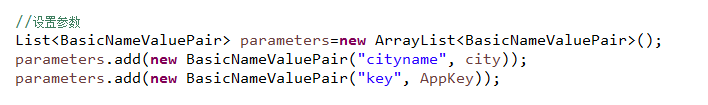 //设置参数
List<BasicNameValuePair> parameters=new ArrayList<BasicNameValuePair>();
parameters.add(new BasicNameValuePair("cityname", city));
parameters.add(new BasicNameValuePair("key", AppKey));